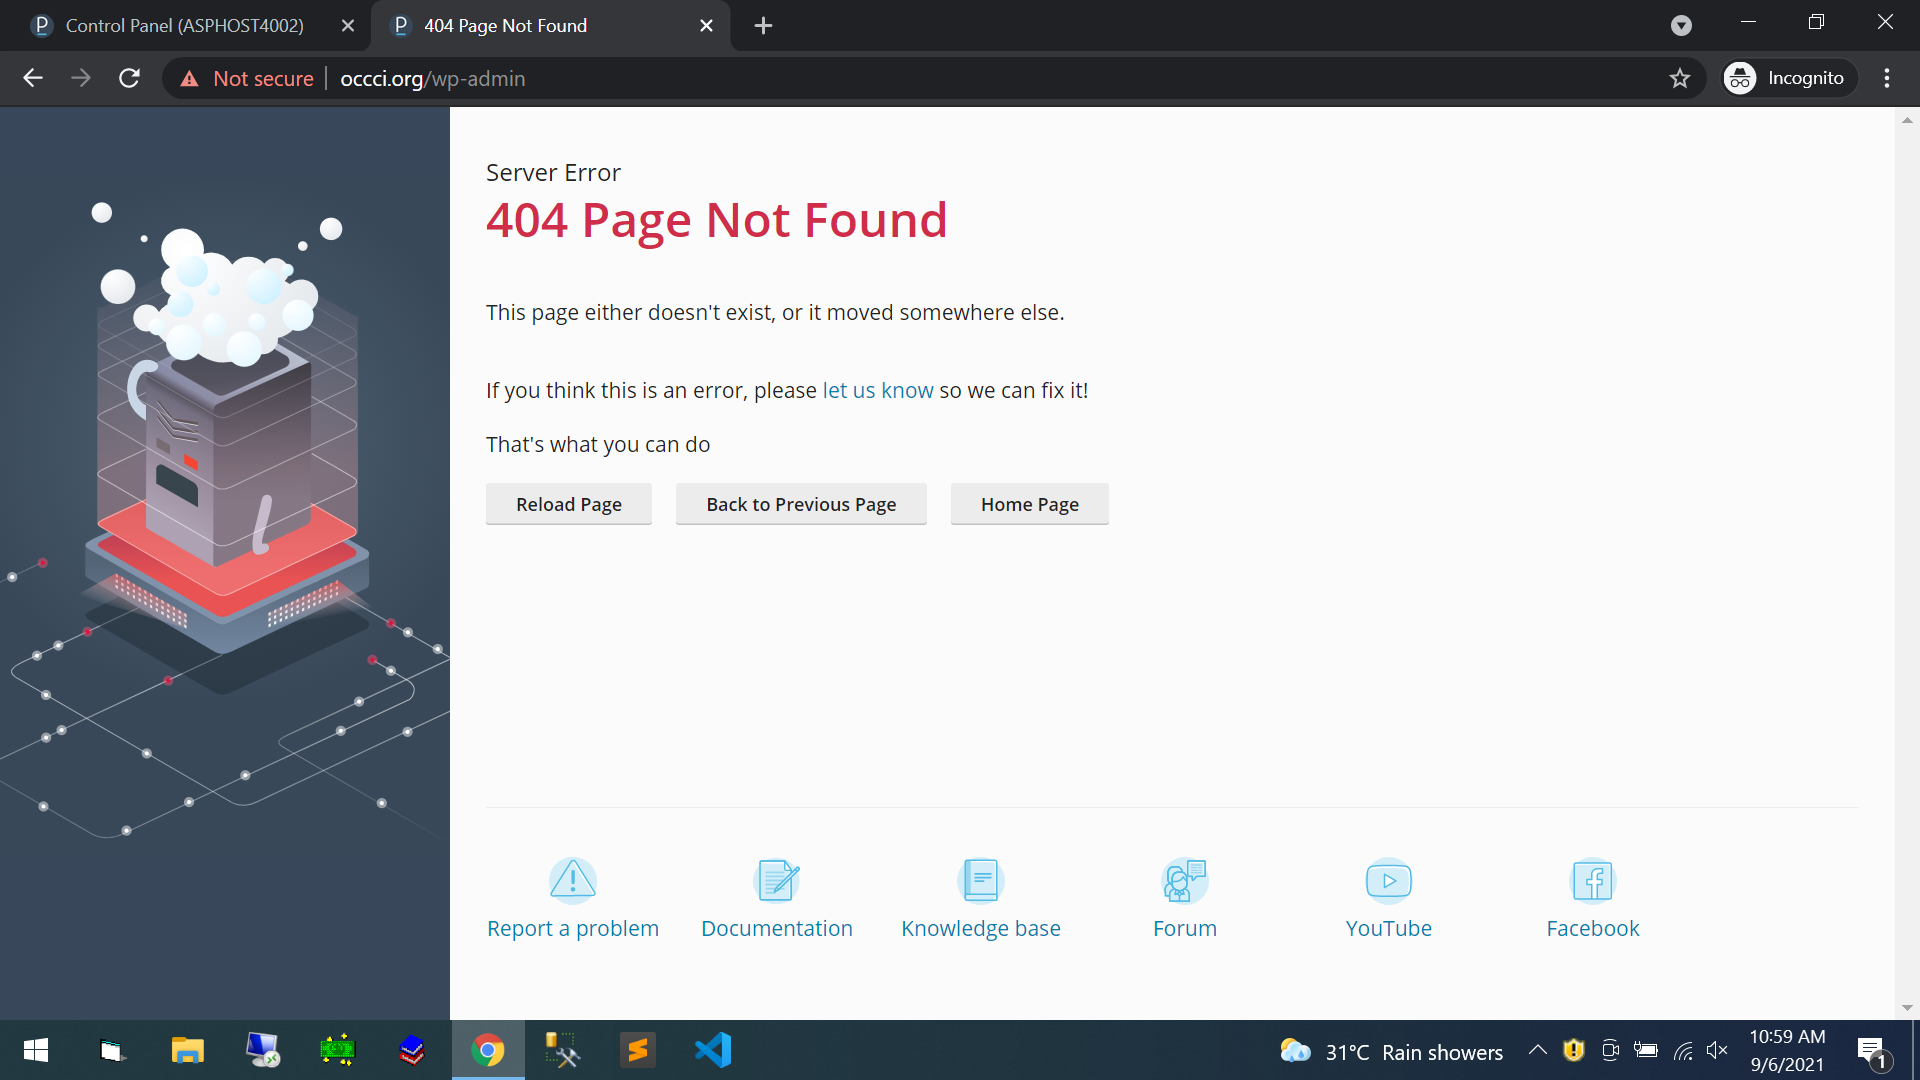 Control Panel (ASPHOST4002)
404 Page Not Found
Not secure
occci.org/wp-admin
Incognito
Server Error
404 Page Not Found
This page either doesn't exist, or it moved somewhere else.
If you think this is an error, please let us know so we can fix it!
That's what you can do
Reload Page
Back to Previous Page
Home Page
Report a problem
Documentation
Knowledge base
Forum
YouTube
Facebook
31°C Rain showers
10:59 AM
9/6/2021
1